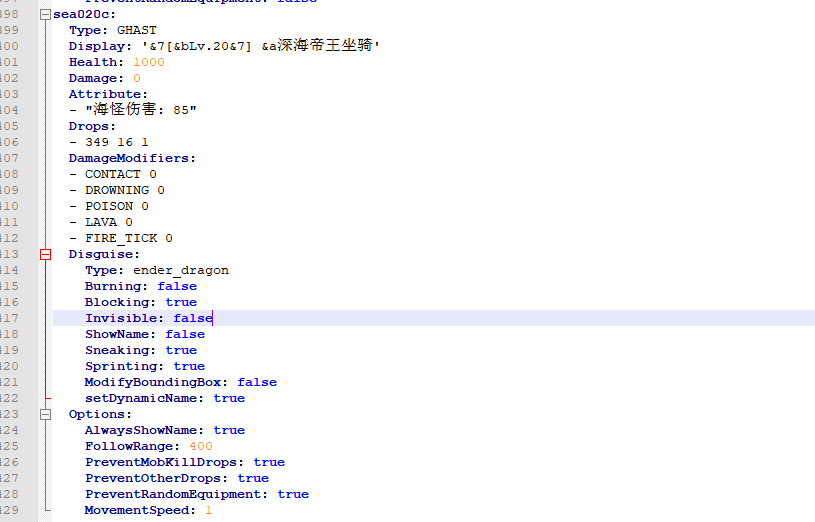 PreventRandomEquipment: false
398 sea020c:
399 Type: GHAST
400 Display: '&7[&bLv.20&7] &a深海帝王坐骑'
401 Health: 1000
402 Damage: 0
403 Attribute:
404 - "海怪伤害: 85"
405 Drops:
406 - 349 16 1
407 DamageModifiers:
408 - CONTACT 0
409 - DROWNING 0
410 - POISON 0
411 - LAVA 0
412 - FIRE_TICK 0
413 Disguise:
414 Type: ender_dragon
415 Burning: false
416 Blocking: true
417 Invisible: false
418 ShowName: false
419 Sneaking: true
420 Sprinting: true
421 ModifyBoundingBox: false
422 setDynamicName: true
423 Options:
424 AlwaysShowName: true
425 FollowRange: 400
426 PreventMobKillDrops: true
427 PreventOtherDrops: true
428 PreventRandomEquipment: true
429 MovementSpeed: 1